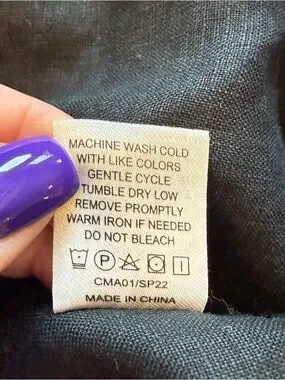 MACHINE WASH COLD
WITH LIKE COLORS
GENTLE CYCLE
TUMBLE DRY LOW
REMOVE PROMPTLY
WARM IRON IF NEEDED
DO NOT BLEACH
P
CMA01/SP22
MADE IN CHINA